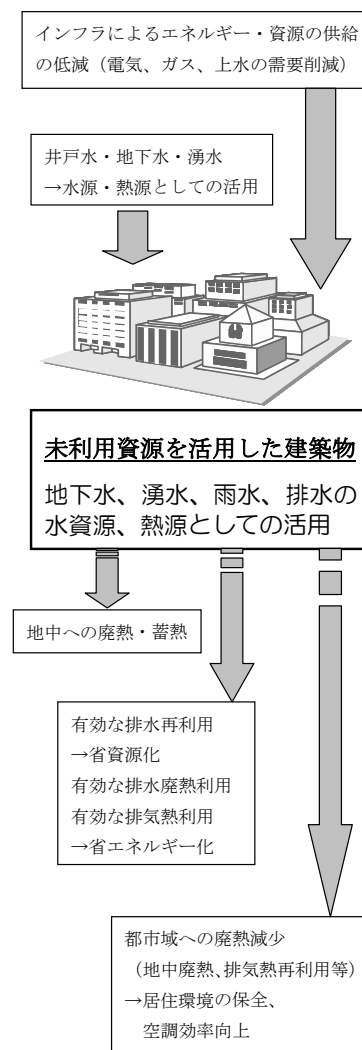 インフラによるエネルギー・資源の供給
の低減（電気、ガス、上水の需要削減）
井戸水・地下水・湧水
→水源・熱源としての活用
未利用資源を活用した建築物
地下水、湧水、雨水、排水の
水資源、熱源としての活用
地中への廃熱・蓄熱
有効な排水再利用
→省資源化
有効な排水廃熱利用
有効な排気熱利用
→省エネルギー化
都市域への廃熱減少
（地中廃熱、排気熱再利用等）
→居住環境の保全、
空調効率向上